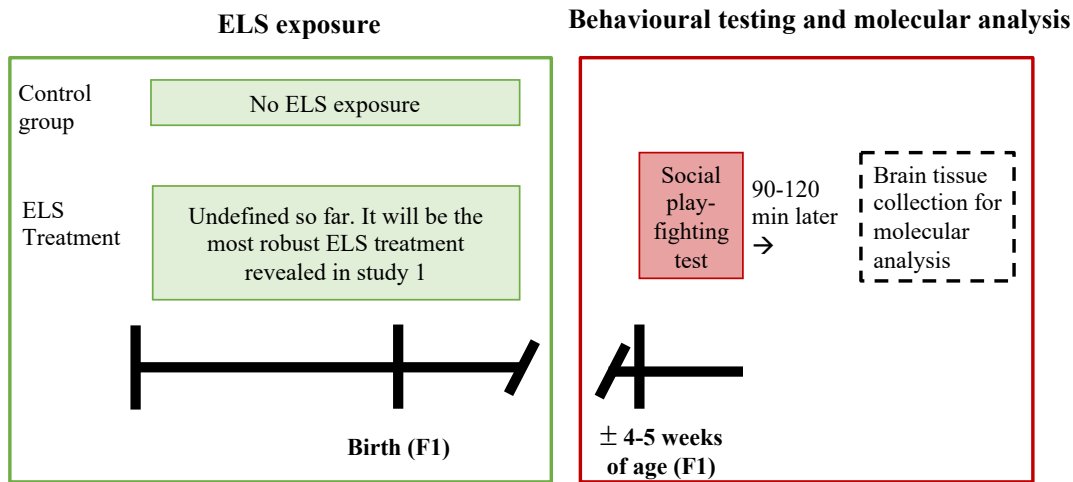 ELS exposure
Control
group
No ELS exposure
ELS
Treatment
Undefined so far. It will be the
most robust ELS treatment
revealed in study 1
Birth (F1)
Behavioural testing and molecular analysis
Social
play-
fighting
test
90-120
min later
→
Brain tissue
collection for
molecular
analysis
± 4-5 weeks
of age (F1)